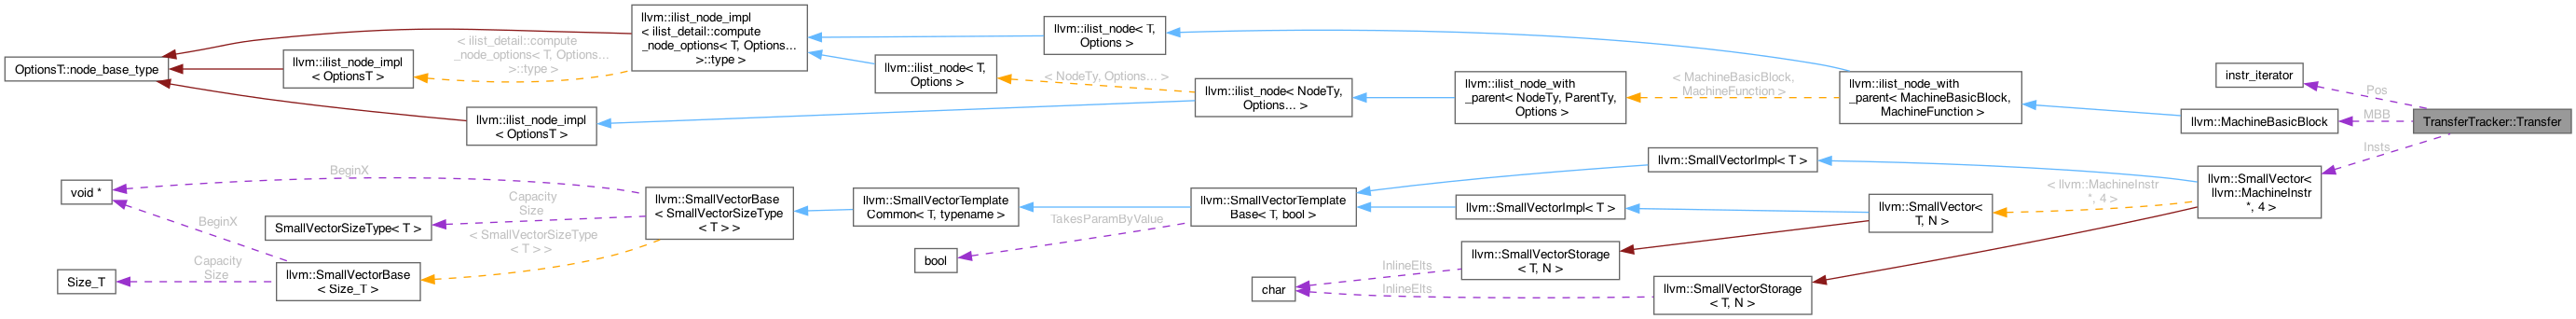 OptionsT::node_base_type
llvm::ilist_node_impl
< OptionsT >
< ilist_detail::compute
_node_options< T, Options...
>::type >
llvm::ilist_node_impl
< ilist_detail::compute
_node_options< T, Options...
>::type >
llvm::ilist_node_impl
< OptionsT >
llvm::ilist_node< T,
Options >
llvm::ilist_node< T,
Options >
< NodeTy, Options... >
llvm::ilist_node< NodeTy,
Options... >
llvm::ilist_node_with
_parent< NodeTy, ParentTy,
Options >
< MachineBasicBlock,
MachineFunction >
llvm::ilist_node_with
_parent< MachineBasicBlock,
MachineFunction >
instr_iterator
llvm::MachineBasicBlock
Pos
MBB
Insts
TransferTracker::Transfer
void *
BeginX
SmallVectorSizeType< T >
Capacity
Size
BeginX
< SmallVectorSizeType
< T > >
Size_T
Capacity
Size
llvm::SmallVectorBase
< Size_T >
llvm::SmallVectorBase
< SmallVectorSizeType
< T > >
llvm::SmallVectorTemplate
Common< T, typename >
bool
TakesParamByValue
llvm::SmallVectorTemplate
Base< T, bool >
char
InlineElts
InlineElts
llvm::SmallVectorImpl< T >
llvm::SmallVectorImpl< T >
llvm::SmallVectorStorage
< T, N >
llvm::SmallVectorStorage
< T, N >
llvm::SmallVector<
T, N >
< llvm::MachineInstr
*, 4 >
llvm::SmallVector<
llvm::MachineInstr
*, 4 >